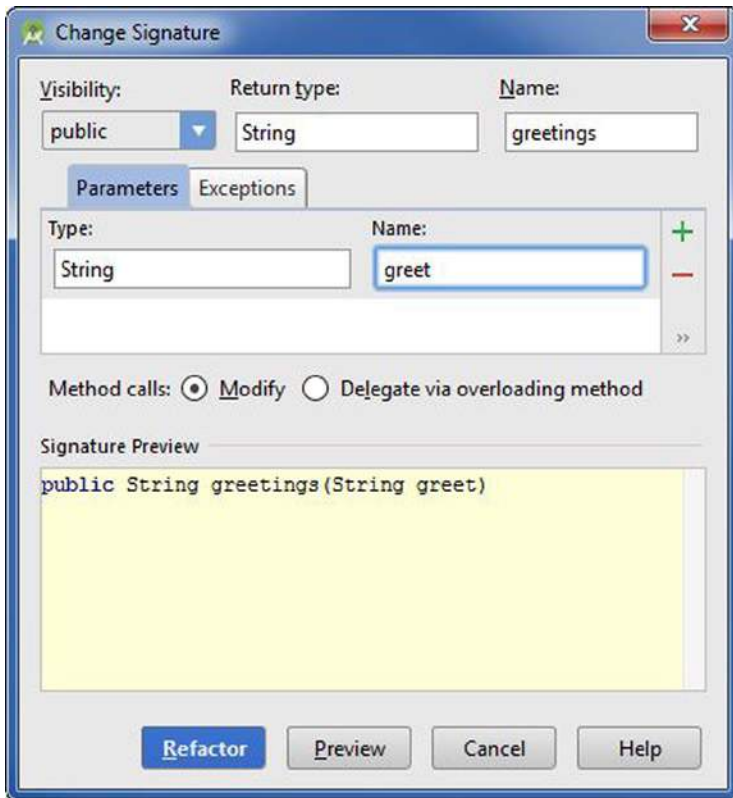 Change Signature
Visibility: Return type: Name:
public String greetings
Parameters Exceptions
Type: Name:
String greet
Method calls: Modify Delegate via overloading method
Signature Preview
public String greetings(String greet)
Refactor Preview Cancel Help